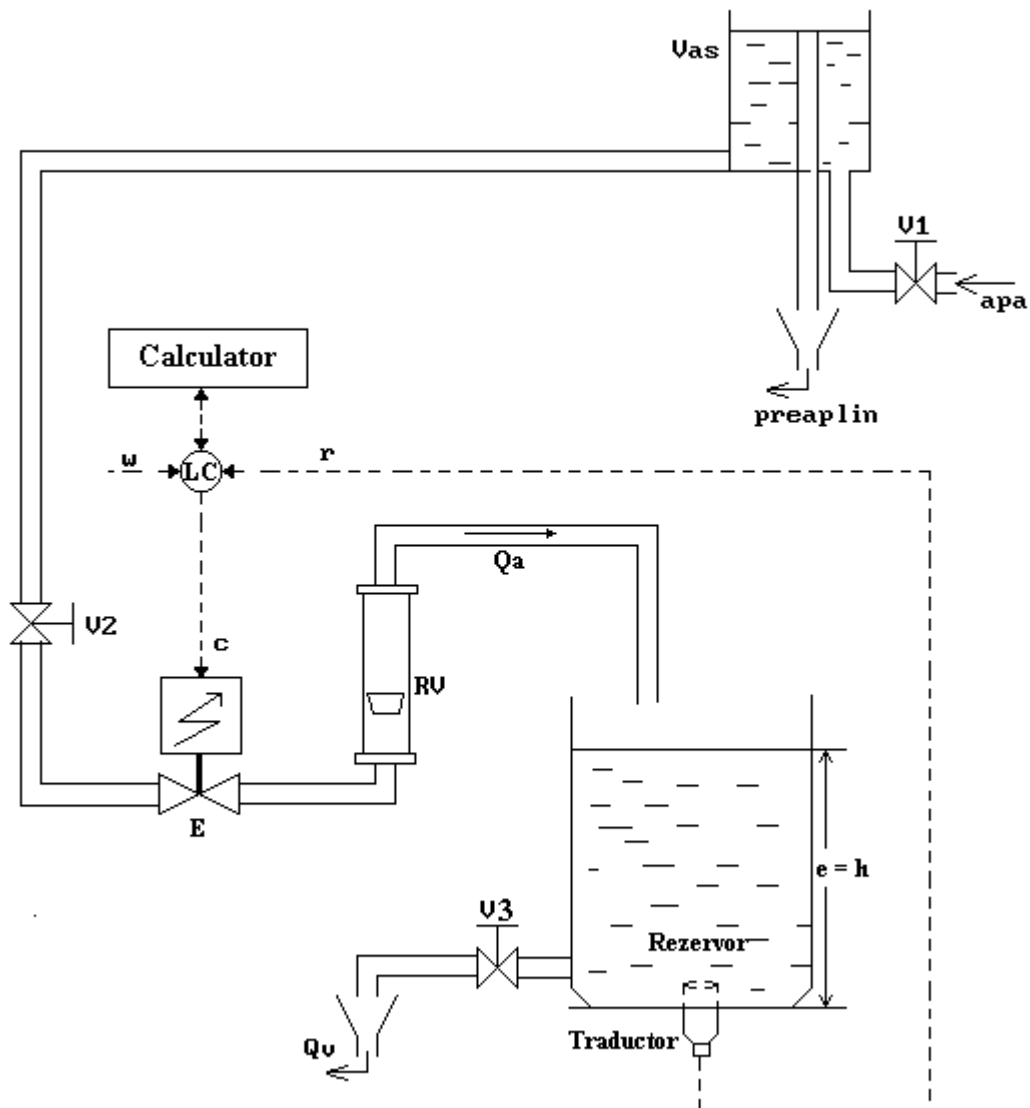 Vas
V1
apa
preaplin
Calculator
w
LC
r
Qa
V2
c
RV
E
e = h
V3
Rezervor
Traductor
Qv